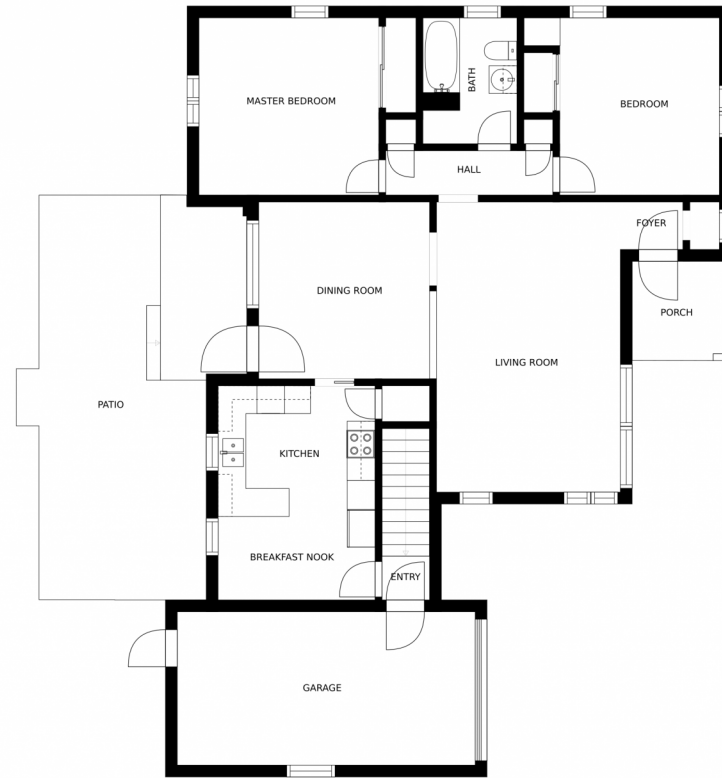 MASTER BEDROOM
BATH
BEDROOM
HALL
FOYER
DINING ROOM
PORCH
LIVING ROOM
PATIO
KITCHEN
BREAKFAST NOOK
ENTRY
GARAGE